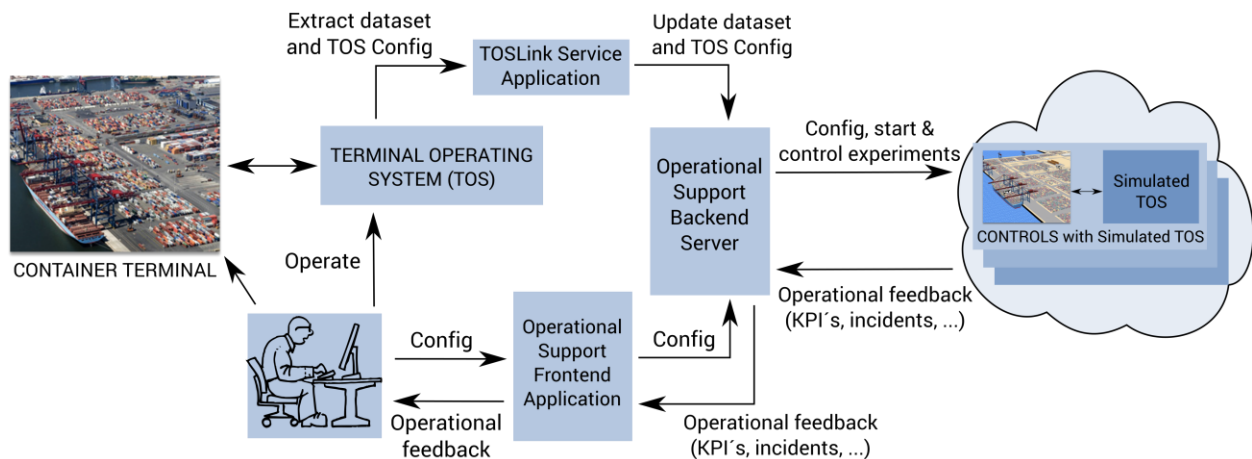 Extract dataset
and TOS Config
TOSLink Service
Application
Update dataset
and TOS Config
TERMINAL OPERATING
SYSTEM (TOS)
Operational
Support
Backend
Server
Config, start &
control experiments
Simulated
TOS
CONTROLS with Simulated TOS
CONTAINER TERMINAL
Operate
Operational feedback
(KPI´s, incidents, ...)
Config
Operational
Support
Frontend
Application
Config
Operational
feedback
Operational feedback
(KPI´s, incidents, ...)